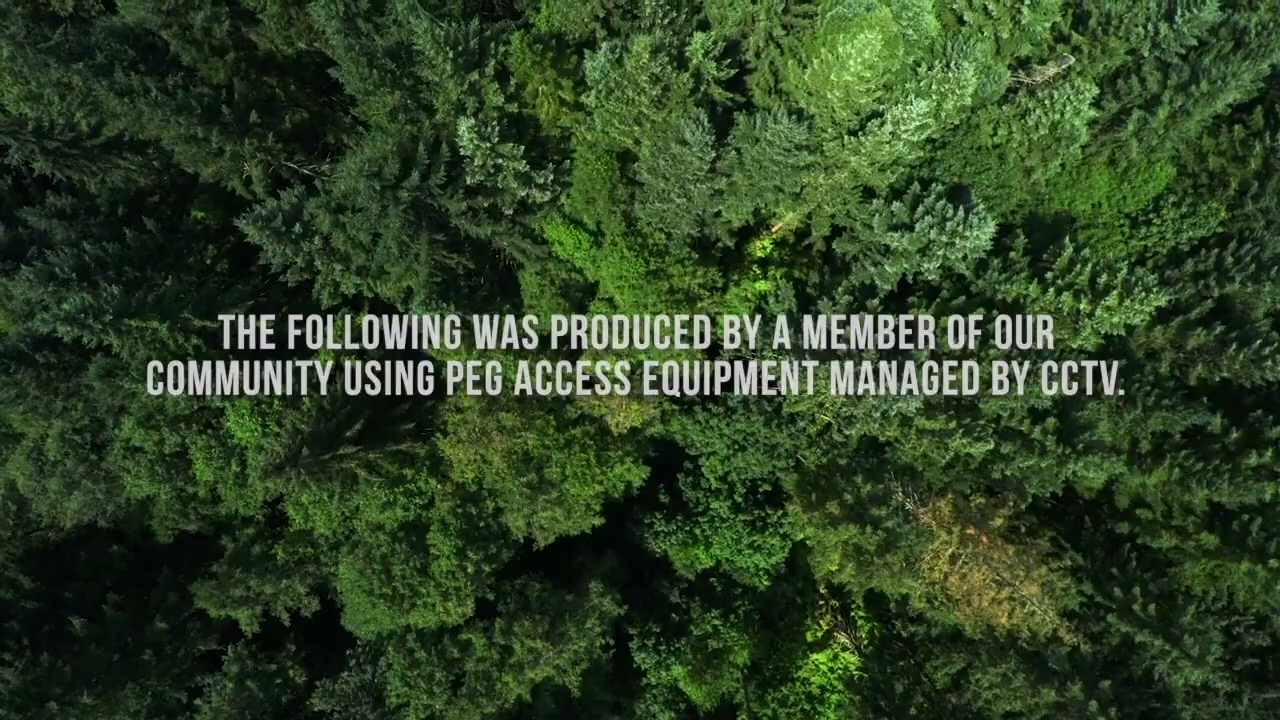 THE FOLLOWING WAS PRODUCED BY A MEMBER OF OUR
COMMUNITY USING PEG ACCESS EQUIPMENT MANAGED BY CCTV.